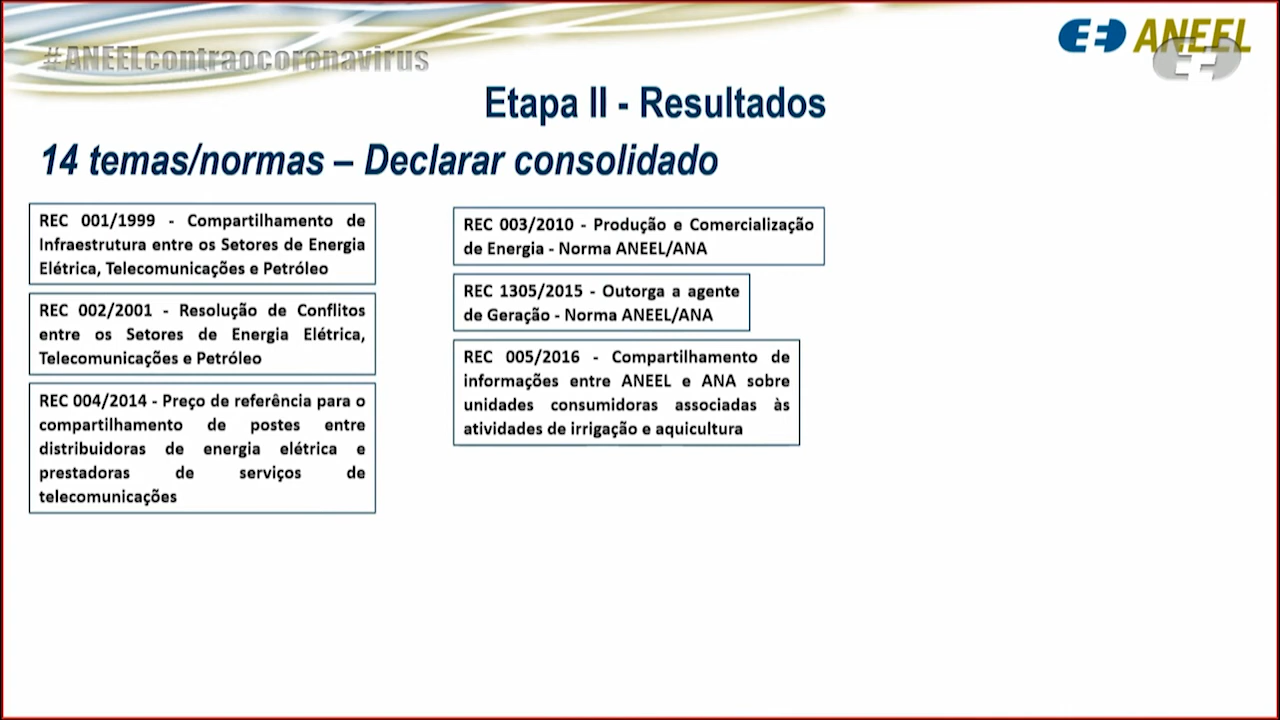 #ANEELcontraocoronavirus
ANEEL
Etapa II - Resultados
14 temas/normas – Declarar consolidado
REC 001/1999 - Compartilhamento de
Infraestrutura entre os Setores de Energia
Elétrica, Telecomunicações e Petróleo
REC 002/2001 - Resolução de Conflitos
entre os Setores de Energia Elétrica,
Telecomunicações e Petróleo
REC 004/2014 - Preço de referência para o
compartilhamento de postes entre
distribuidoras de energia elétrica e
prestadoras de serviços de
telecomunicações
REC 003/2010 - Produção e Comercialização
de Energia - Norma ANEEL/ANA
REC 1305/2015 - Outorga a agente
de Geração - Norma ANEEL/ANA
REC 005/2016 - Compartilhamento de
informações entre ANEEL e ANA sobre
unidades consumidoras associadas às
atividades de irrigação e aquicultura